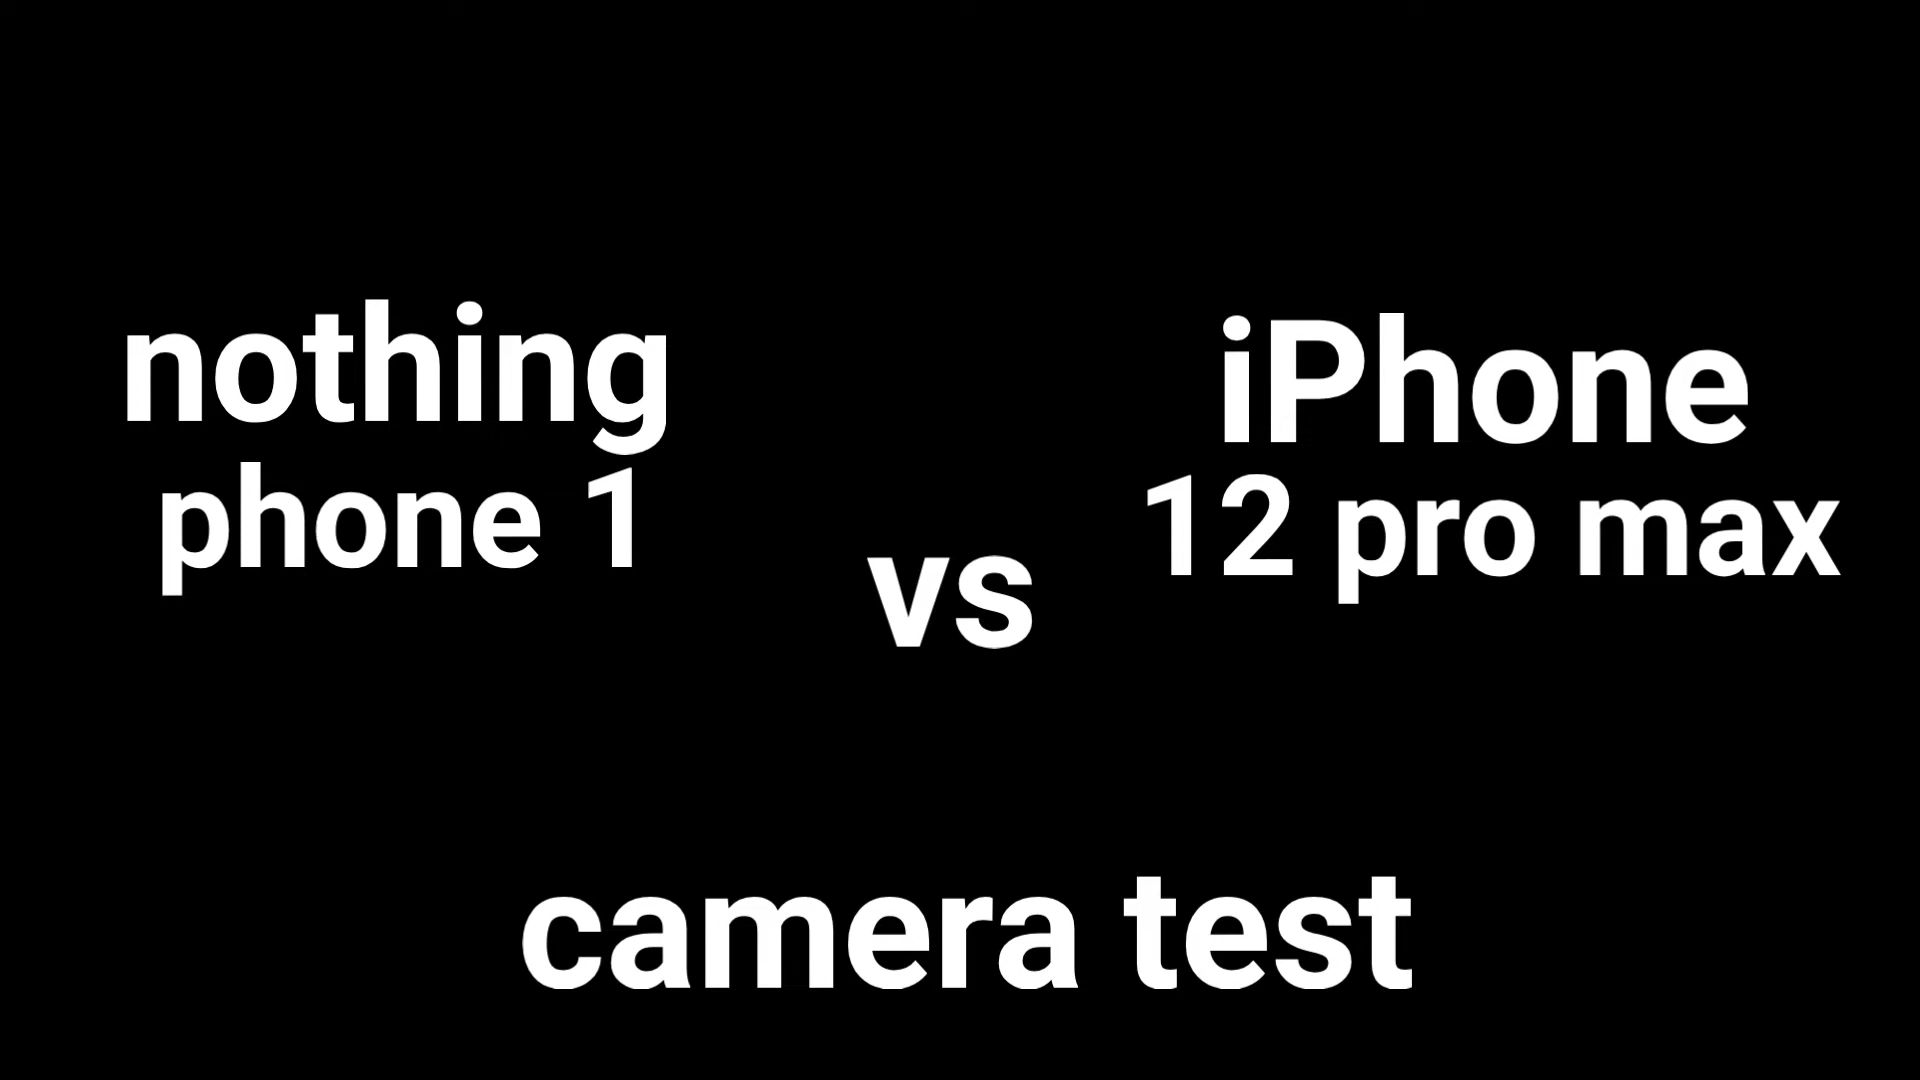 nothing
phone 1
vs
iPhone
12 pro max
camera test